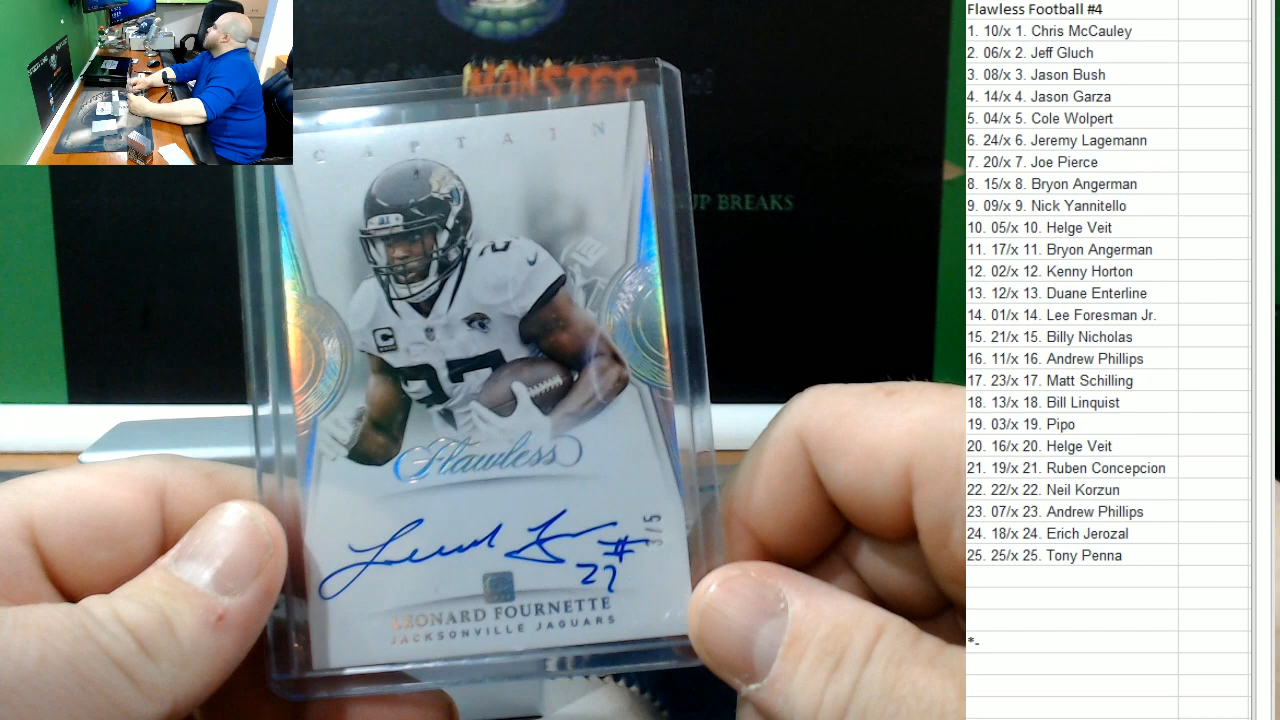 MONSTER
CAPTAIN
UP BREAKS
27
C
Flawless
Leonard Fournette
#
27
3/5
C
LEONARD FOURNETTE
JACKSONVILLE JAGUARS
Flawless Football #4
1. 10/x 1. Chris McCauley
2. 06/x 2. Jeff Gluch
3. 08/x 3. Jason Bush
4. 14/x 4. Jason Garza
5. 04/x 5. Cole Wolpert
6. 24/x 6. Jeremy Lagemann
7. 20/x 7. Joe Pierce
8. 15/x 8. Bryon Angerman
9. 09/x 9. Nick Yannitello
10. 05/x 10. Helge Veit
11. 17/x 11. Bryon Angerman
12. 02/x 12. Kenny Horton
13. 12/x 13. Duane Enterline
14. 01/x 14. Lee Foresman Jr.
15. 21/x 15. Billy Nicholas
16. 11/x 16. Andrew Phillips
17. 23/x 17. Matt Schilling
18. 13/x 18. Bill Linquist
19. 03/x 19. Pipo
20. 16/x 20. Helge Veit
21. 19/x 21. Ruben Concepcion
22. 22/x 22. Neil Korzun
23. 07/x 23. Andrew Phillips
24. 18/x 24. Erich Jerozal
25. 25/x 25. Tony Penna
*-